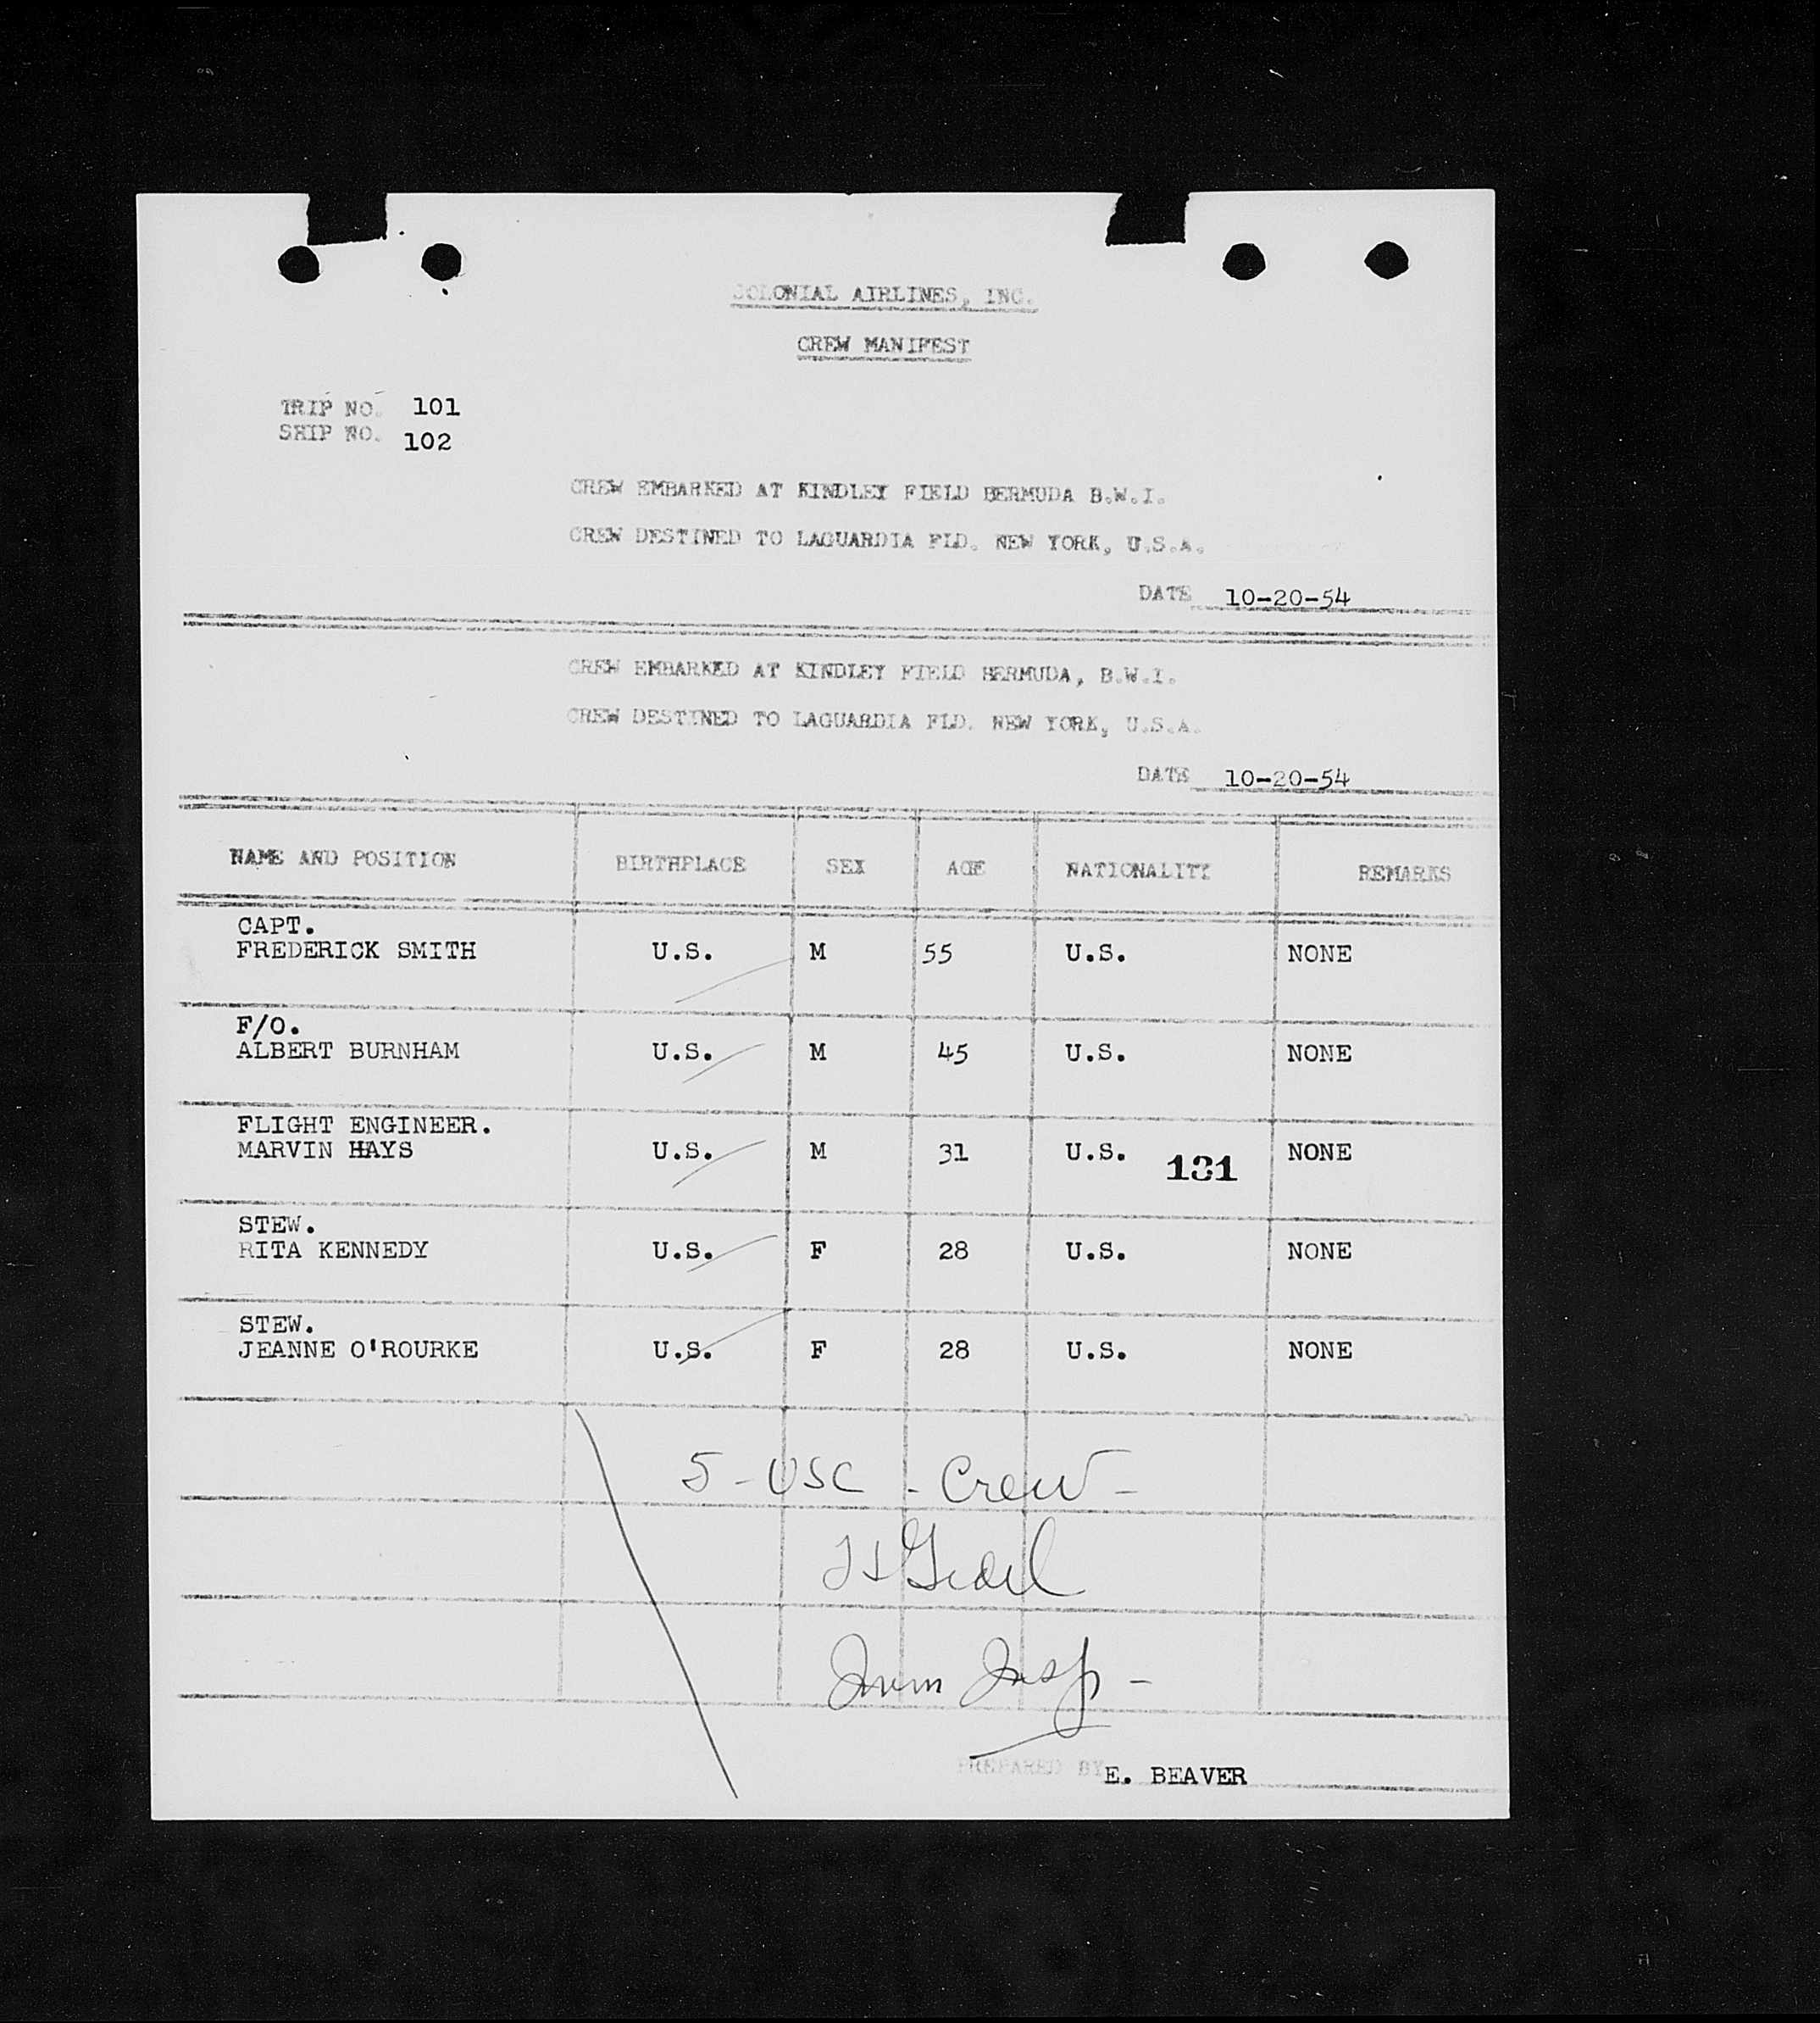 COLONIAL AIRLINES, INC.
CREW MANIFEST
TRIP NO. 101
SHIP NO. 102
CREW EMBARKED AT KINDLEY FIELD BERMUDA B.W.I.
CREW DESTINED TO LAGUARDIA FLD. NEW YORK, U.S.A.
DATE 10-20-54
CREW EMBARKED AT KINDLEY FIELD BERMUDA, B.W.I.
CREW DESTINED TO LAGUARDIA FLD. NEW YORK, U.S.A.
DATE 10-20-54
NAME AND POSITION BIRTHPLACE SEX AGE NATIONALITY REMARKS
CAPT.
FREDERICK SMITH U.S. M 55 U.S. NONE
F/O.
ALBERT BURNHAM U.S. M 45 U.S. NONE
FLIGHT ENGINEER.
MARVIN HAYS U.S. M 31 U.S. NONE
131
STEW.
RITA KENNEDY U.S. F 28 U.S. NONE
STEW.
JEANNE O'ROURKE U.S. F 28 U.S. NONE
5 - USC - Crew -
Imm Insp -
PREPARED BY E. BEAVER